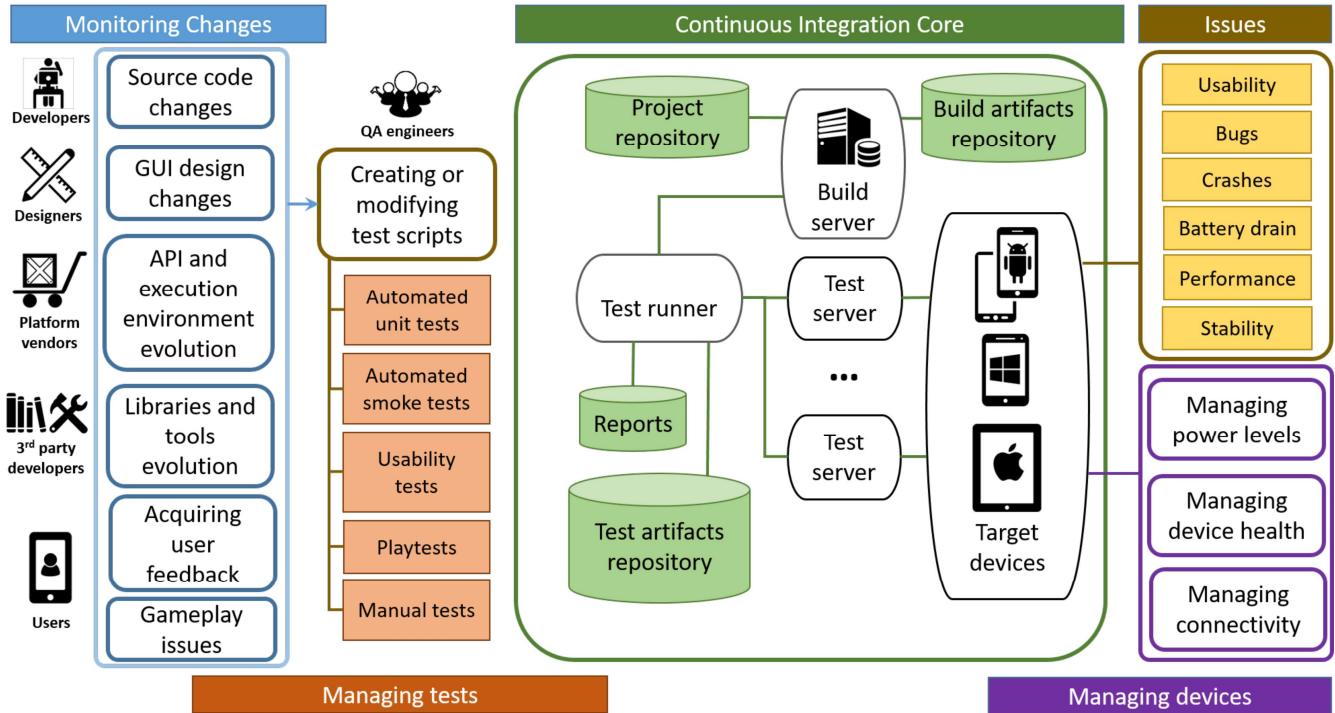 Monitoring Changes
Developers
Source code
changes
Designers
GUI design
changes
Platform
vendors
API and
execution
environment
evolution
3rd party
developers
Libraries and
tools
evolution
Users
Acquiring
user
feedback
Gameplay
issues
QA engineers
Creating or
modifying
test scripts
Automated
unit tests
Automated
smoke tests
Usability
tests
Playtests
Manual tests
Managing tests
Continuous Integration Core
Project
repository
Build
server
Build artifacts
repository
Test runner
Test
server
...
Test
server
Reports
Test artifacts
repository
Target
devices
Issues
Usability
Bugs
Crashes
Battery drain
Performance
Stability
Managing
power levels
Managing
device health
Managing
connectivity
Managing devices